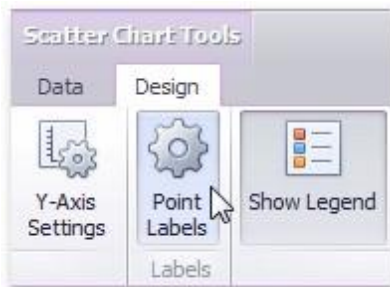 Scatter Chart Tools
Data Design
Y-Axis
Settings
Point
Labels
Show Legend
Labels